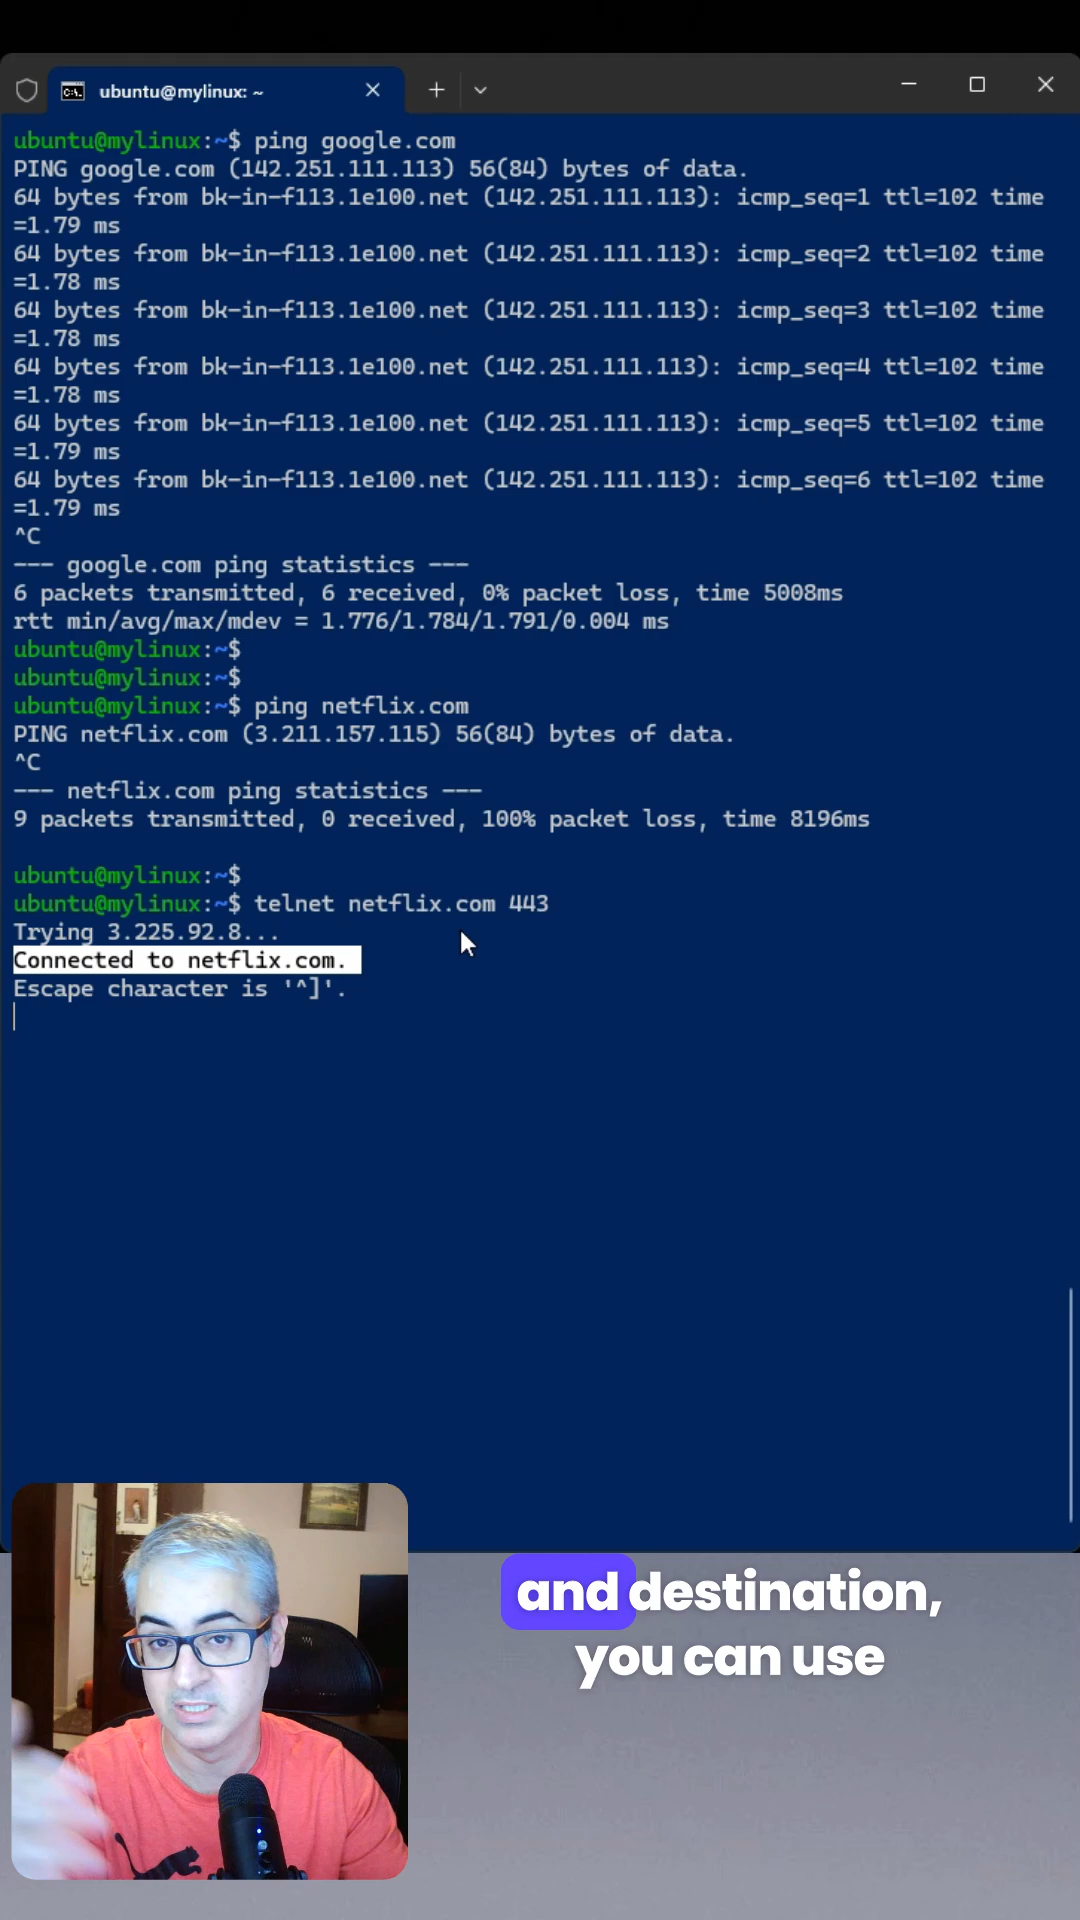 ubuntu@mylinux: ~
ubuntu@mylinux:~$ ping google.com
PING google.com (142.251.111.113) 56(84) bytes of data.
64 bytes from bk-in-f113.1e100.net (142.251.111.113): icmp_seq=1 ttl=102 time
=1.79 ms
64 bytes from bk-in-f113.1e100.net (142.251.111.113): icmp_seq=2 ttl=102 time
=1.78 ms
64 bytes from bk-in-f113.1e100.net (142.251.111.113): icmp_seq=3 ttl=102 time
=1.78 ms
64 bytes from bk-in-f113.1e100.net (142.251.111.113): icmp_seq=4 ttl=102 time
=1.78 ms
64 bytes from bk-in-f113.1e100.net (142.251.111.113): icmp_seq=5 ttl=102 time
=1.79 ms
64 bytes from bk-in-f113.1e100.net (142.251.111.113): icmp_seq=6 ttl=102 time
=1.79 ms
^C
--- google.com ping statistics ---
6 packets transmitted, 6 received, 0% packet loss, time 5008ms
rtt min/avg/max/mdev = 1.776/1.784/1.791/0.004 ms
ubuntu@mylinux:~$
ubuntu@mylinux:~$
ubuntu@mylinux:~$ ping netflix.com
PING netflix.com (3.211.157.115) 56(84) bytes of data.
^C
--- netflix.com ping statistics ---
9 packets transmitted, 0 received, 100% packet loss, time 8196ms
ubuntu@mylinux:~$
ubuntu@mylinux:~$ telnet netflix.com 443
Trying 3.225.92.8...
Connected to netflix.com.
Escape character is '^]'.
and destination,
you can use